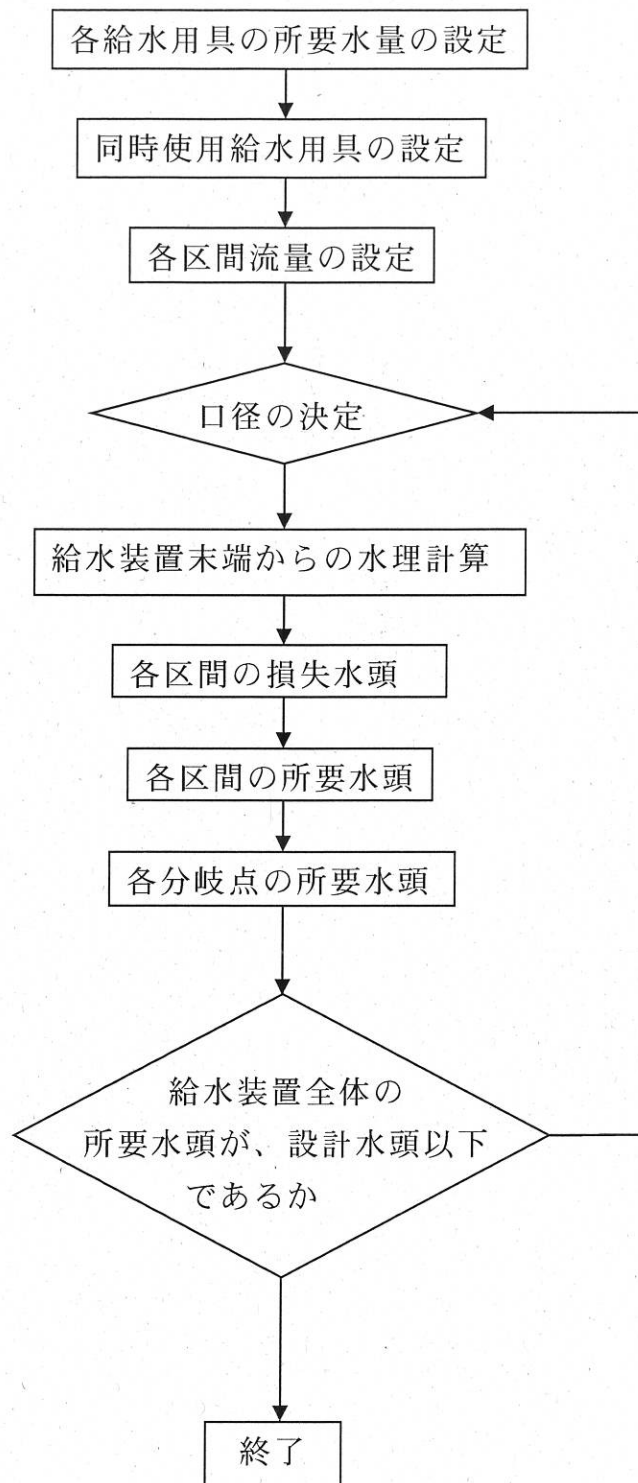 各給水用具の所要水量の設定
同時使用給水用具の設定
各区間流量の設定
口径の決定
給水装置末端からの水理計算
各区間の損失水頭
各区間の所要水頭
各分岐点の所要水頭
給水装置全体の
所要水頭が、設計水頭以下
であるか
終了